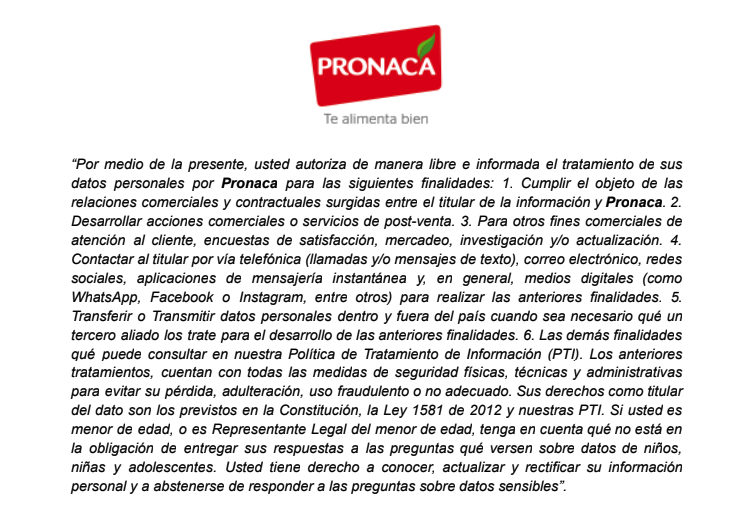 PRONACA
Te alimenta bien
“Por medio de la presente, usted autoriza de manera libre e informada el tratamiento de sus
datos personales por Pronaca para las siguientes finalidades: 1. Cumplir el objeto de las
relaciones comerciales y contractuales surgidas entre el titular de la información y Pronaca. 2.
Desarrollar acciones comerciales o servicios de post-venta. 3. Para otros fines comerciales de
atención al cliente, encuestas de satisfacción, mercadeo, investigación y/o actualización. 4.
Contactar al titular por vía telefónica (llamadas y/o mensajes de texto), correo electrónico, redes
sociales, aplicaciones de mensajería instantánea y, en general, medios digitales (como
WhatsApp, Facebook o Instagram, entre otros) para realizar las anteriores finalidades. 5.
Transferir o Transmitir datos personales dentro y fuera del país cuando sea necesario qué un
tercero aliado los trate para el desarrollo de las anteriores finalidades. 6. Las demás finalidades
qué puede consultar en nuestra Política de Tratamiento de Información (PTI). Los anteriores
tratamientos, cuentan con todas las medidas de seguridad físicas, técnicas y administrativas
para evitar su pérdida, adulteración, uso fraudulento o no adecuado. Sus derechos como titular
del dato son los previstos en la Constitución, la Ley 1581 de 2012 y nuestras PTI. Si usted es
menor de edad, o es Representante Legal del menor de edad, tenga en cuenta qué no está en
la obligación de entregar sus respuestas a las preguntas qué versen sobre datos de niños,
niñas y adolescentes. Usted tiene derecho a conocer, actualizar y rectificar su información
personal y a abstenerse de responder a las preguntas sobre datos sensibles”.